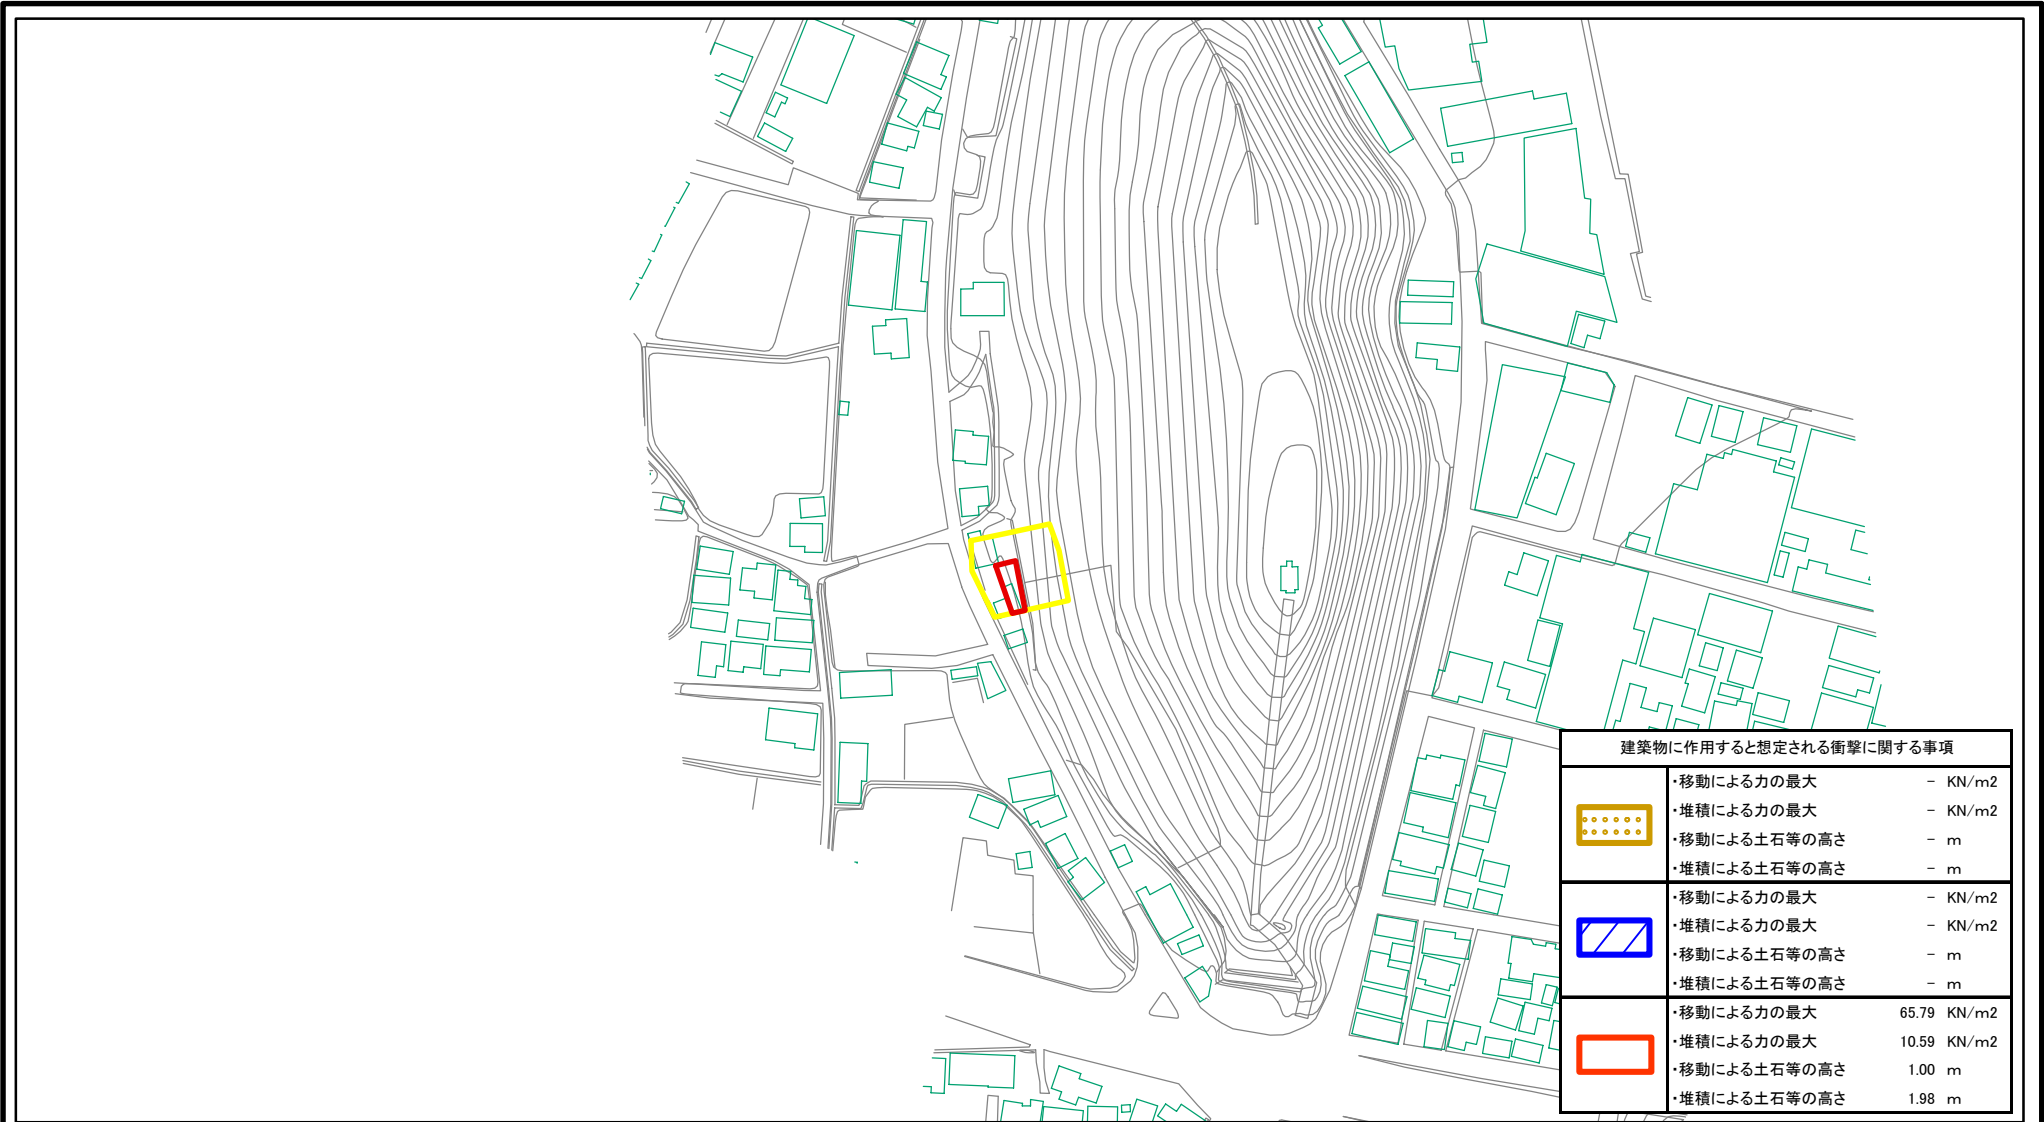 建築物に作用すると想定される衝撃に関する事項
・移動による力の最大 － KN/m2
・堆積による力の最大 － KN/m2
・移動による土石等の高さ － m
・堆積による土石等の高さ － m
・移動による力の最大 － KN/m2
・堆積による力の最大 － KN/m2
・移動による土石等の高さ － m
・堆積による土石等の高さ － m
・移動による力の最大 65.79 KN/m2
・堆積による力の最大 10.59 KN/m2
・移動による土石等の高さ 1.00 m
・堆積による土石等の高さ 1.98 m